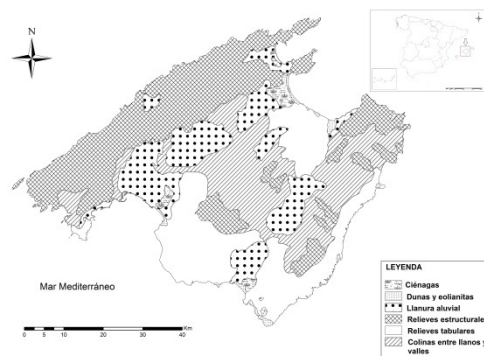 N
Mar Mediterráneo
0 5 10 20 30 40
Km
LEYENDA
Ciénagas
Dunas y eolianitas
Llanura aluvial
Relieves estructurale
Relieves tabulares
Colinas entre llanos y
valles